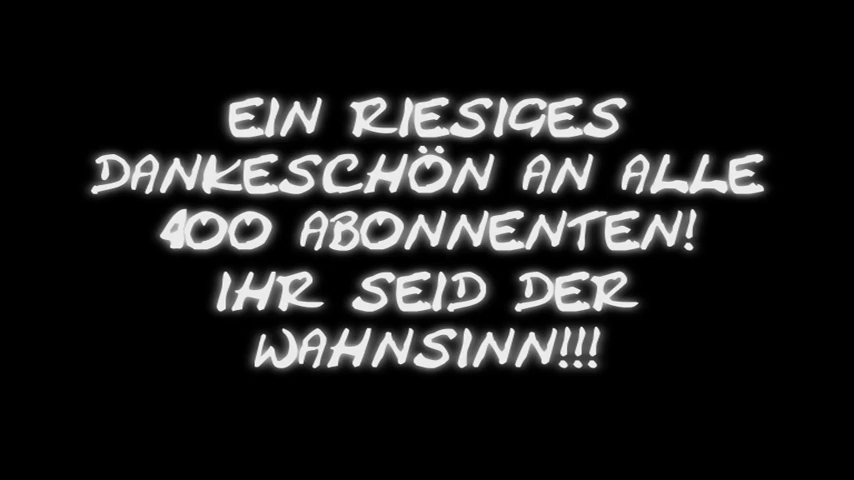 EIN RIESIGES
DANKESCHÖN AN ALLE
400 ABONNENTEN!
IHR SEID DER
WAHNSINN!!!